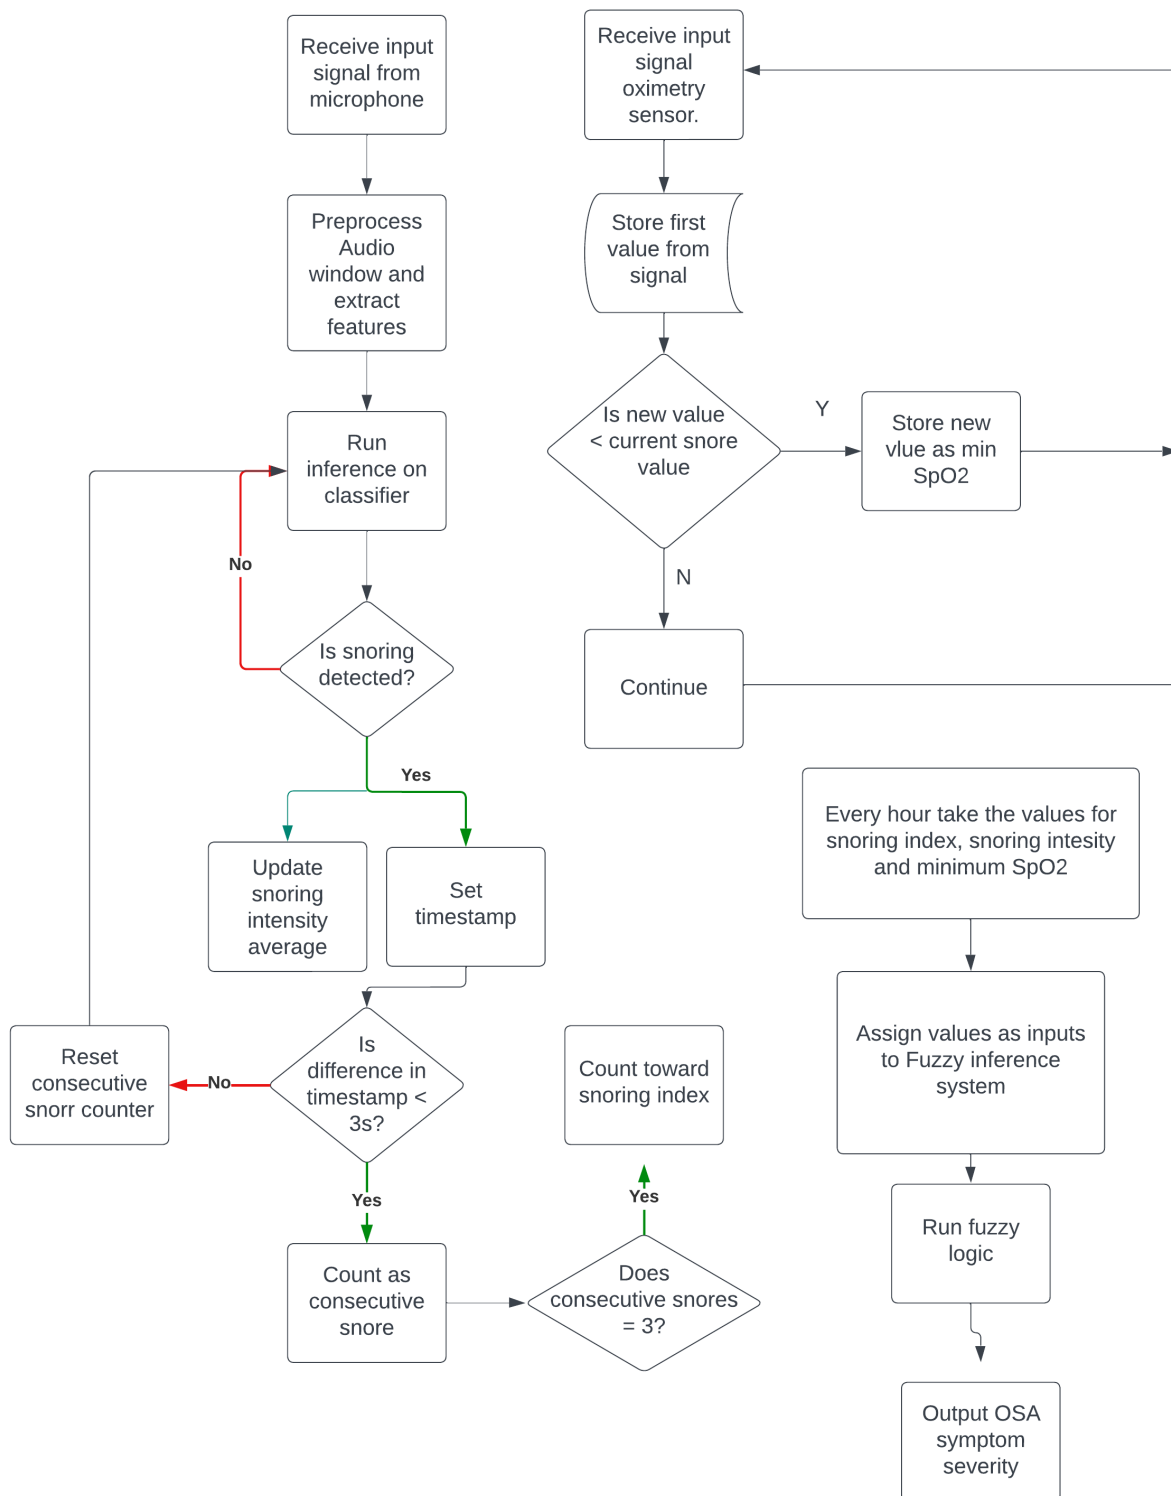 Receive input
signal from
microphone
Preprocess
Audio
window and
extract
features
Run
inference on
classifier
No
Is snoring
detected?
Yes
Update
snoring
intensity
average
Set
timestamp
Is
difference in
timestamp <
3s?
No
Reset
consecutive
snorr counter
Yes
Count as
consecutive
snore
Does
consecutive snores
= 3?
Yes
Count toward
snoring index
Receive input
signal
oximetry
sensor.
Store first
value from
signal
Is new value
< current snore
value
Y
Store new
vlue as min
SpO2
N
Continue
Every hour take the values for
snoring index, snoring intesity
and minimum SpO2
Assign values as inputs
to Fuzzy inference
system
Run fuzzy
logic
Output OSA
symptom
severity